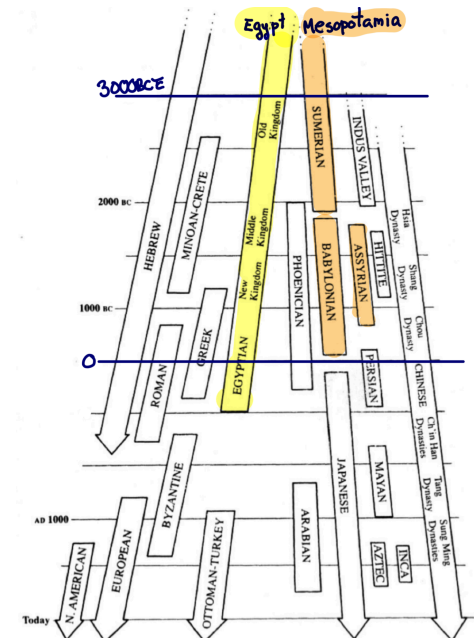 Egypt Mesopotamia
3000BCE
Old Kingdom
SUMERIAN
INDUS VALLEY
2000 BC
HEBREW
MINOAN-CRETE
Middle Kingdom
PHOENICIAN
BABYLONIAN
ASSYRIAN
HITTITE
Hsia Dynasty
Shang Dynasty
New Kingdom
1000 BC
Chou Dynasty
GREEK
ROMAN
EGYPTIAN
0
PERSIAN
CHINESE
Ch'in Han Dynasties
BYZANTINE
JAPANESE
MAYAN
Tang Dynasty
AD 1000
EUROPEAN
OTTOMAN-TURKEY
ARABIAN
Sung Ming Dynasties
N. AMERICAN
AZTEC
INCA
Today